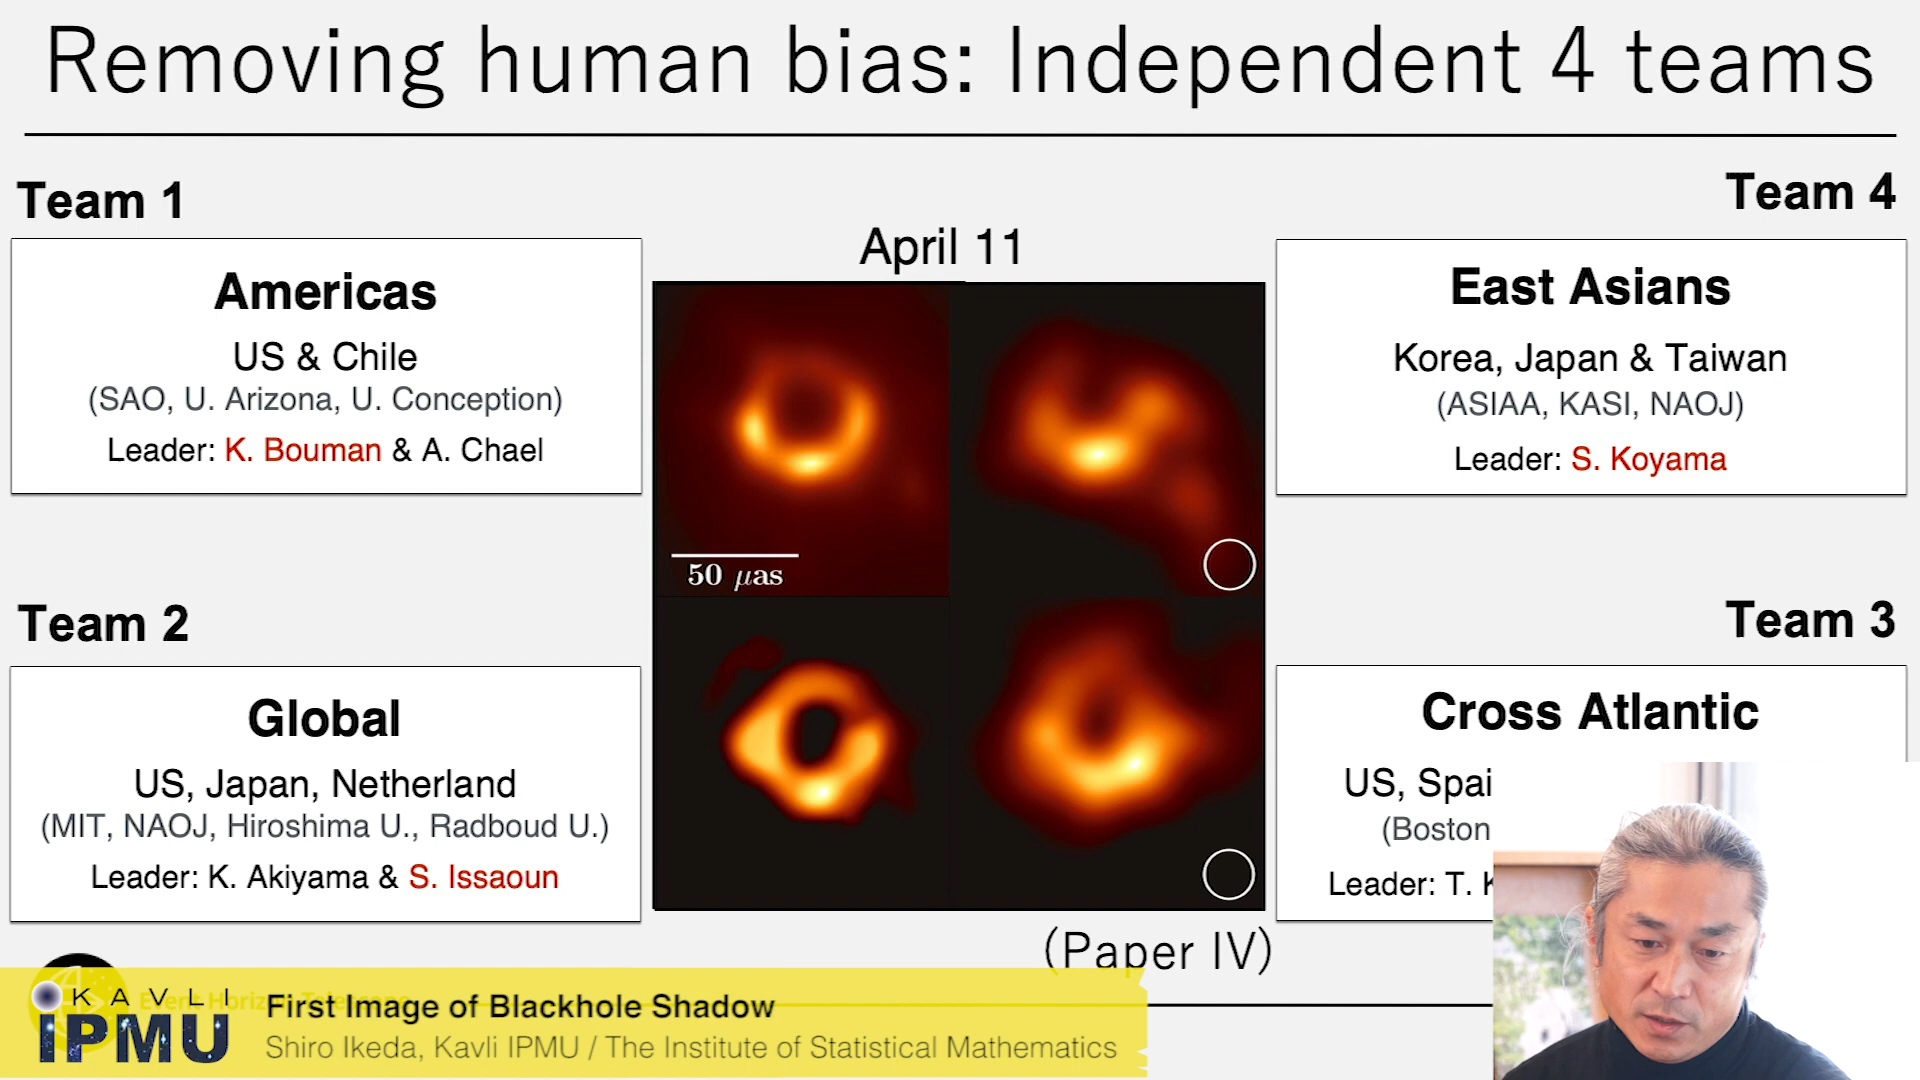 Removing human bias: Independent 4 teams
Team 1
Americas
US & Chile
(SAO, U. Arizona, U. Conception)
Leader: K. Bouman & A. Chael
Team 2
Global
US, Japan, Netherland
(MIT, NAOJ, Hiroshima U., Radboud U.)
Leader: K. Akiyama & S. Issaoun
April 11
50 μas
(Paper IV)
Team 4
East Asians
Korea, Japan & Taiwan
(ASIAA, KASI, NAOJ)
Leader: S. Koyama
Team 3
Cross Atlantic
US,
(Boston
Leader: T.
Event Horizon Telescope
KAVLI
IPMU
First Image of Blackhole Shadow
Shiro Ikeda, Kavli IPMU / The Institute of Statistical Mathematics